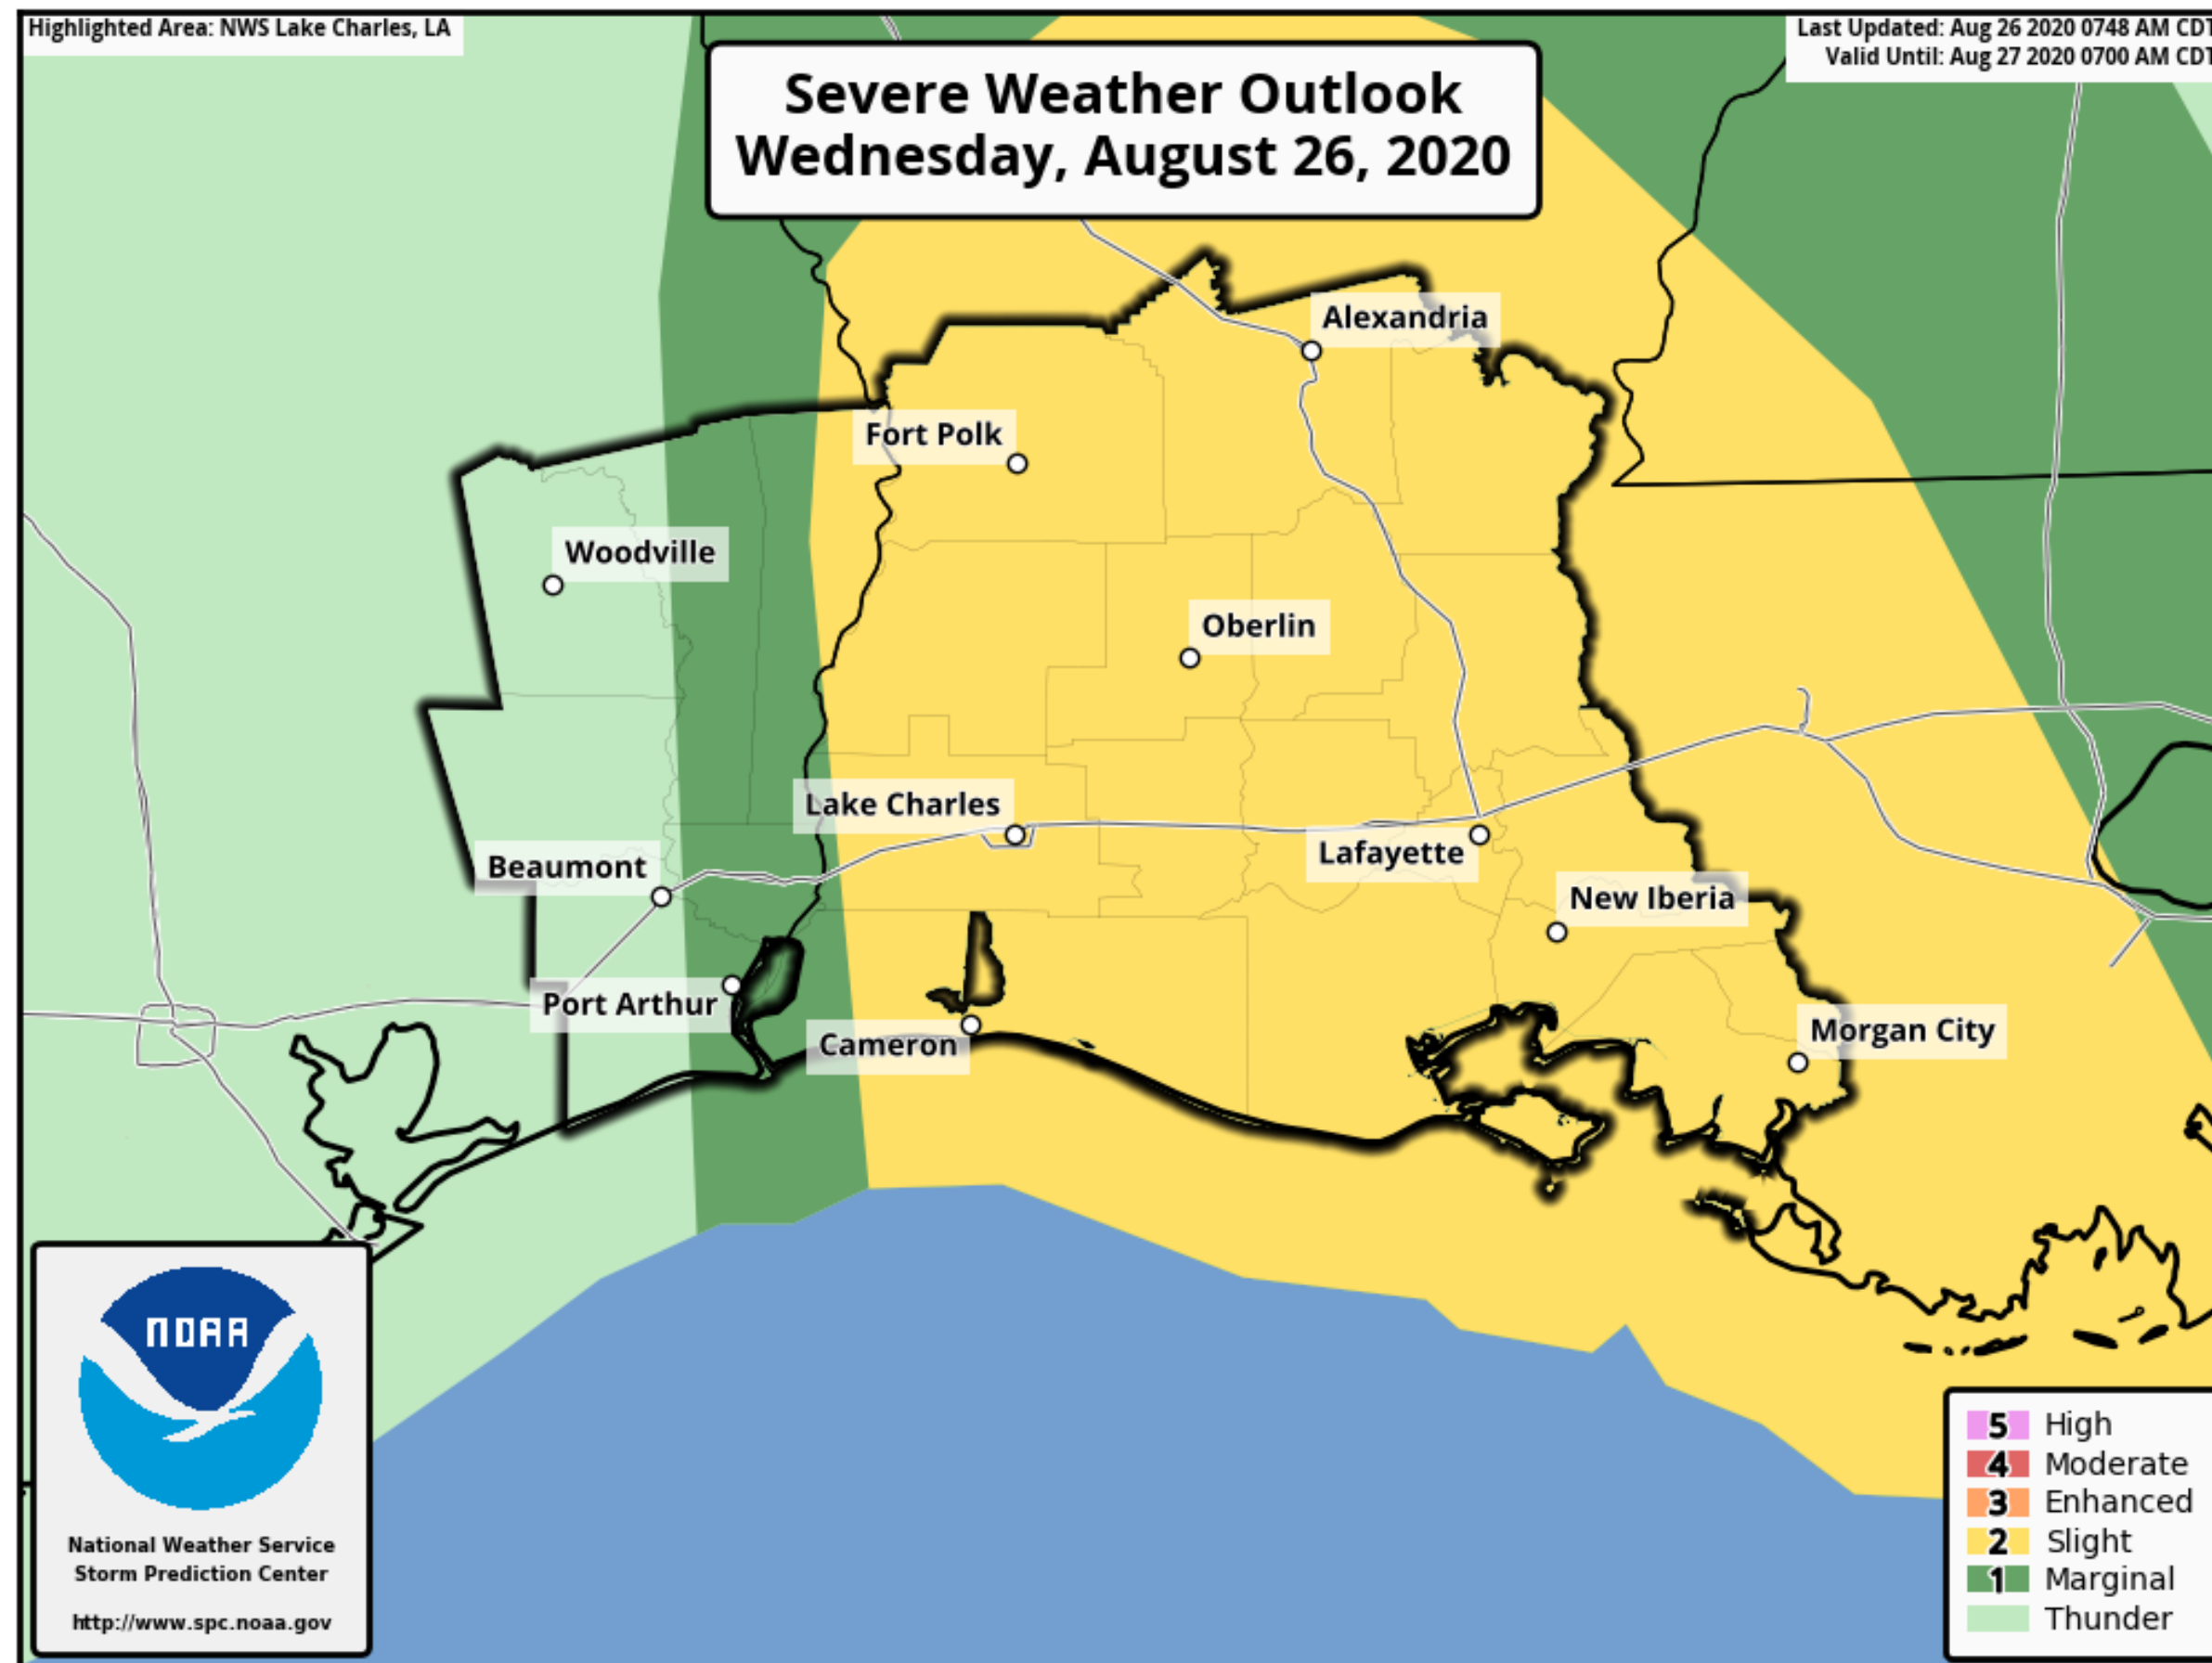 Highlighted Area: NWS Lake Charles, LA
Last Updated: Aug 26 2020 0748 AM CDT
Valid Until: Aug 27 2020 0700 AM CDT
Severe Weather Outlook
Wednesday, August 26, 2020
Alexandria
Fort Polk
Woodville
Oberlin
Lake Charles
Lafayette
Beaumont
New Iberia
Port Arthur
Cameron
Morgan City
NOAA
National Weather Service
Storm Prediction Center
http://www.spc.noaa.gov
5 High
4 Moderate
3 Enhanced
2 Slight
1 Marginal
Thunder